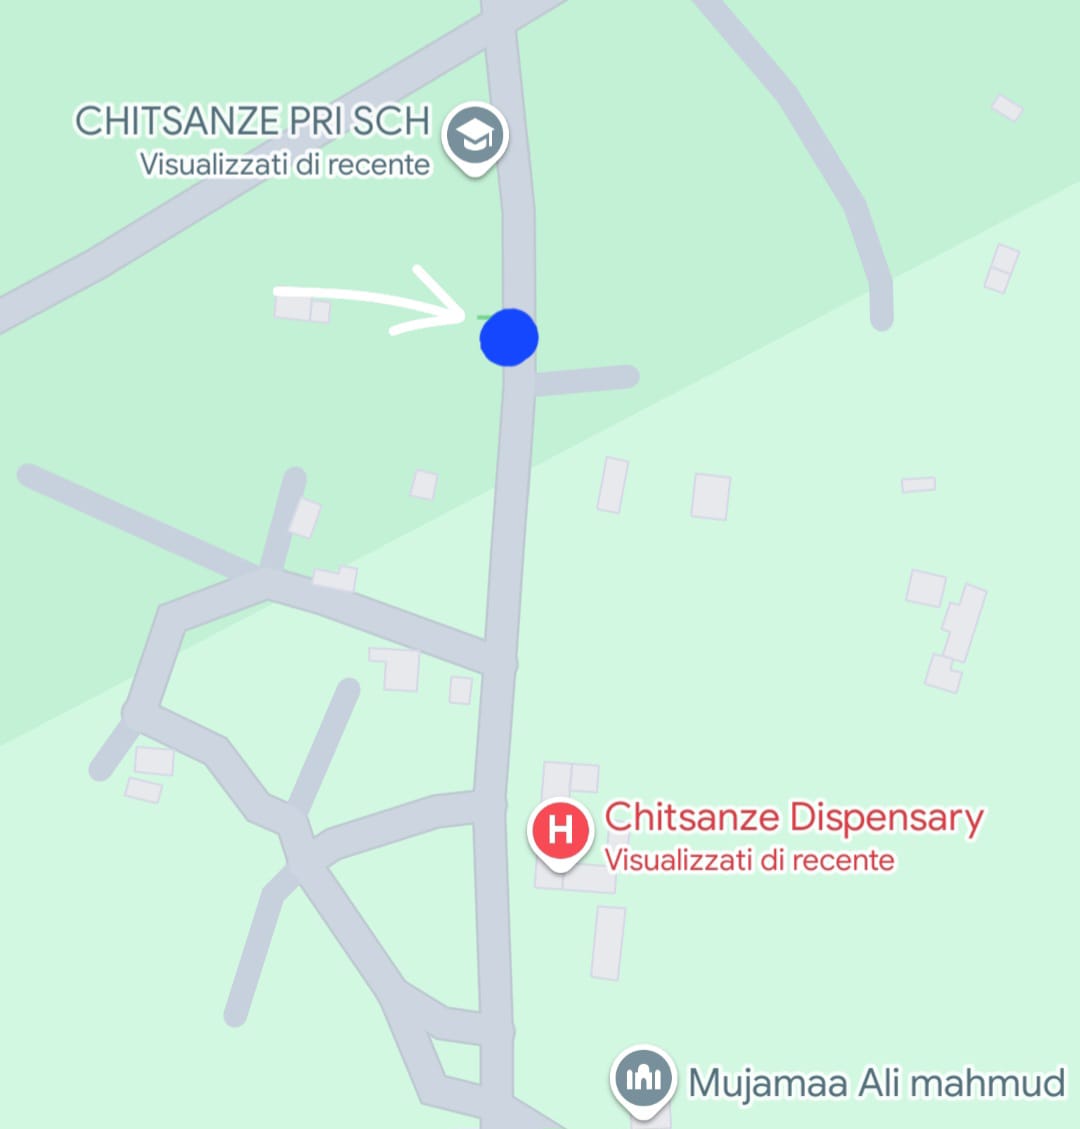 CHITSANZE PRI SCH
Visualizzati di recente
H
Chitsanze Dispensary
Visualizzati di recente
Mujamaa Ali mahmud